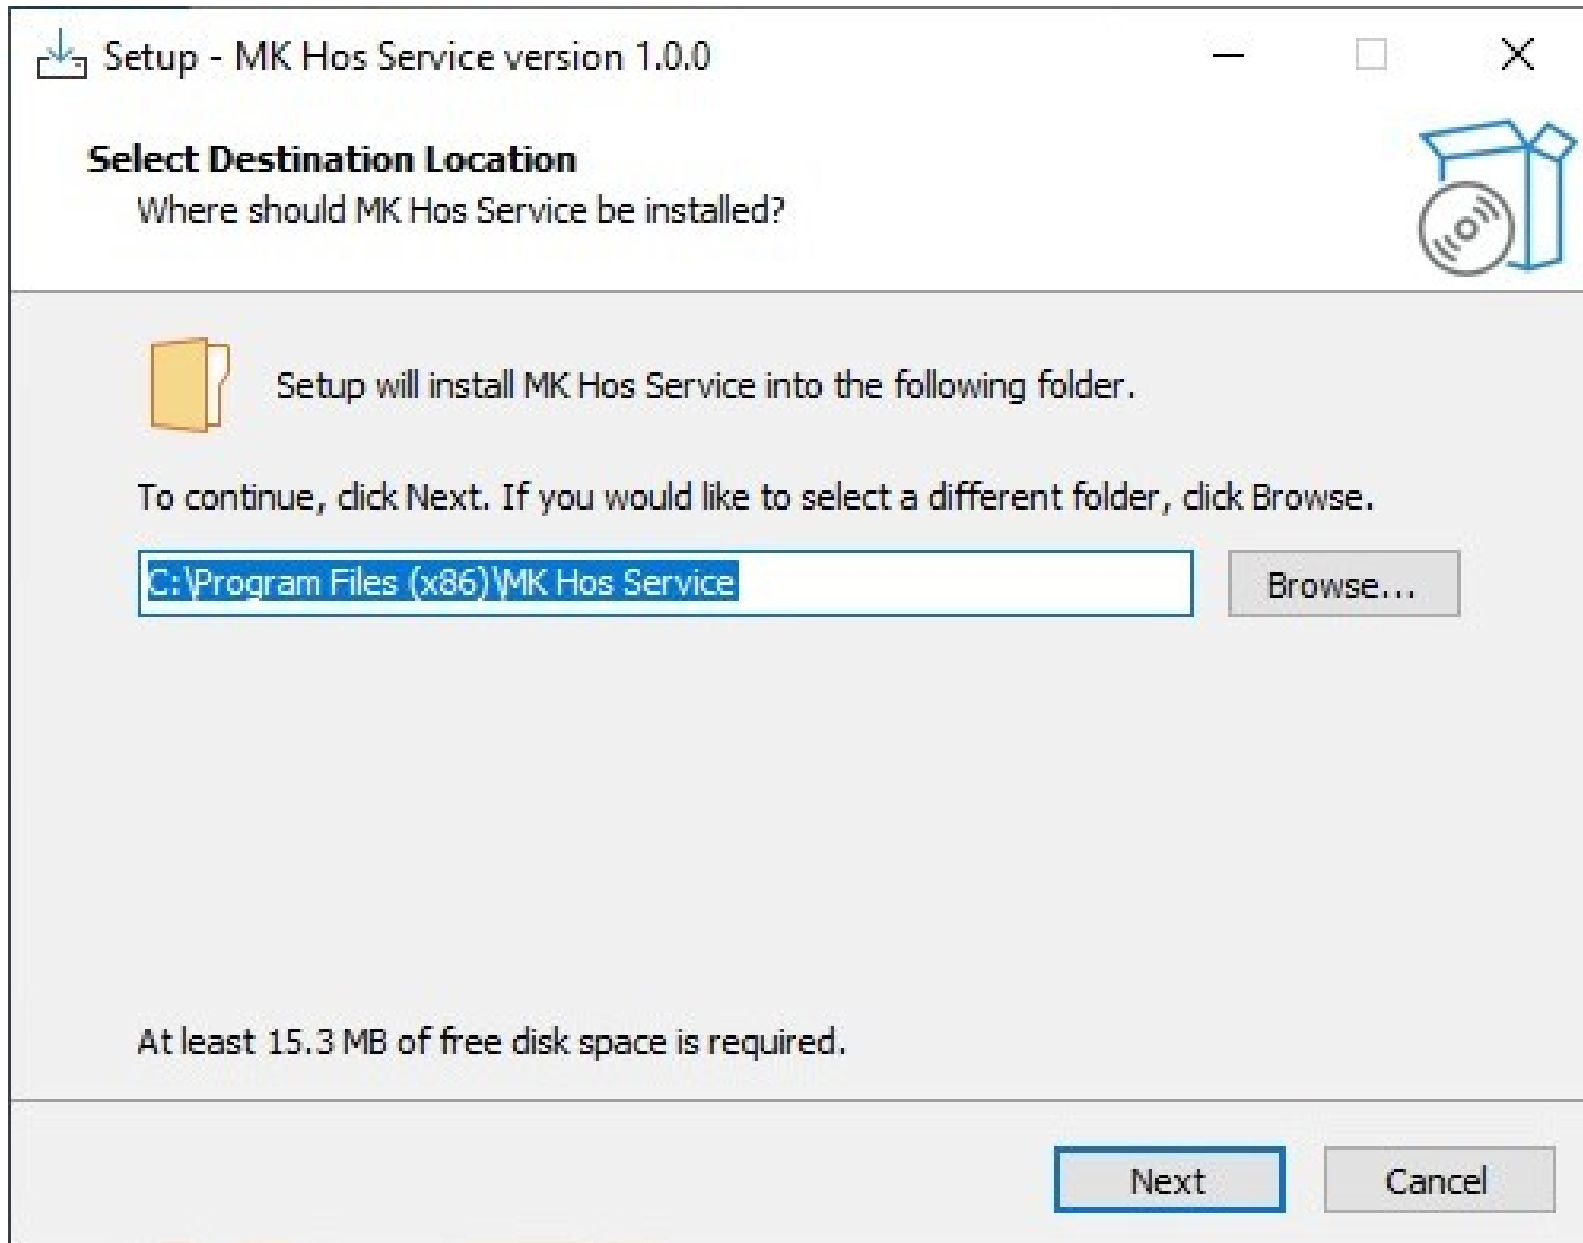 Setup - MK Hos Service version 1.0.0
Select Destination Location
Where should MK Hos Service be installed?
Setup will install MK Hos Service into the following folder.
To continue, click Next. If you would like to select a different folder, click Browse.
C:\Program Files (x86)\MK Hos Service
Browse...
At least 15.3 MB of free disk space is required.
Next
Cancel